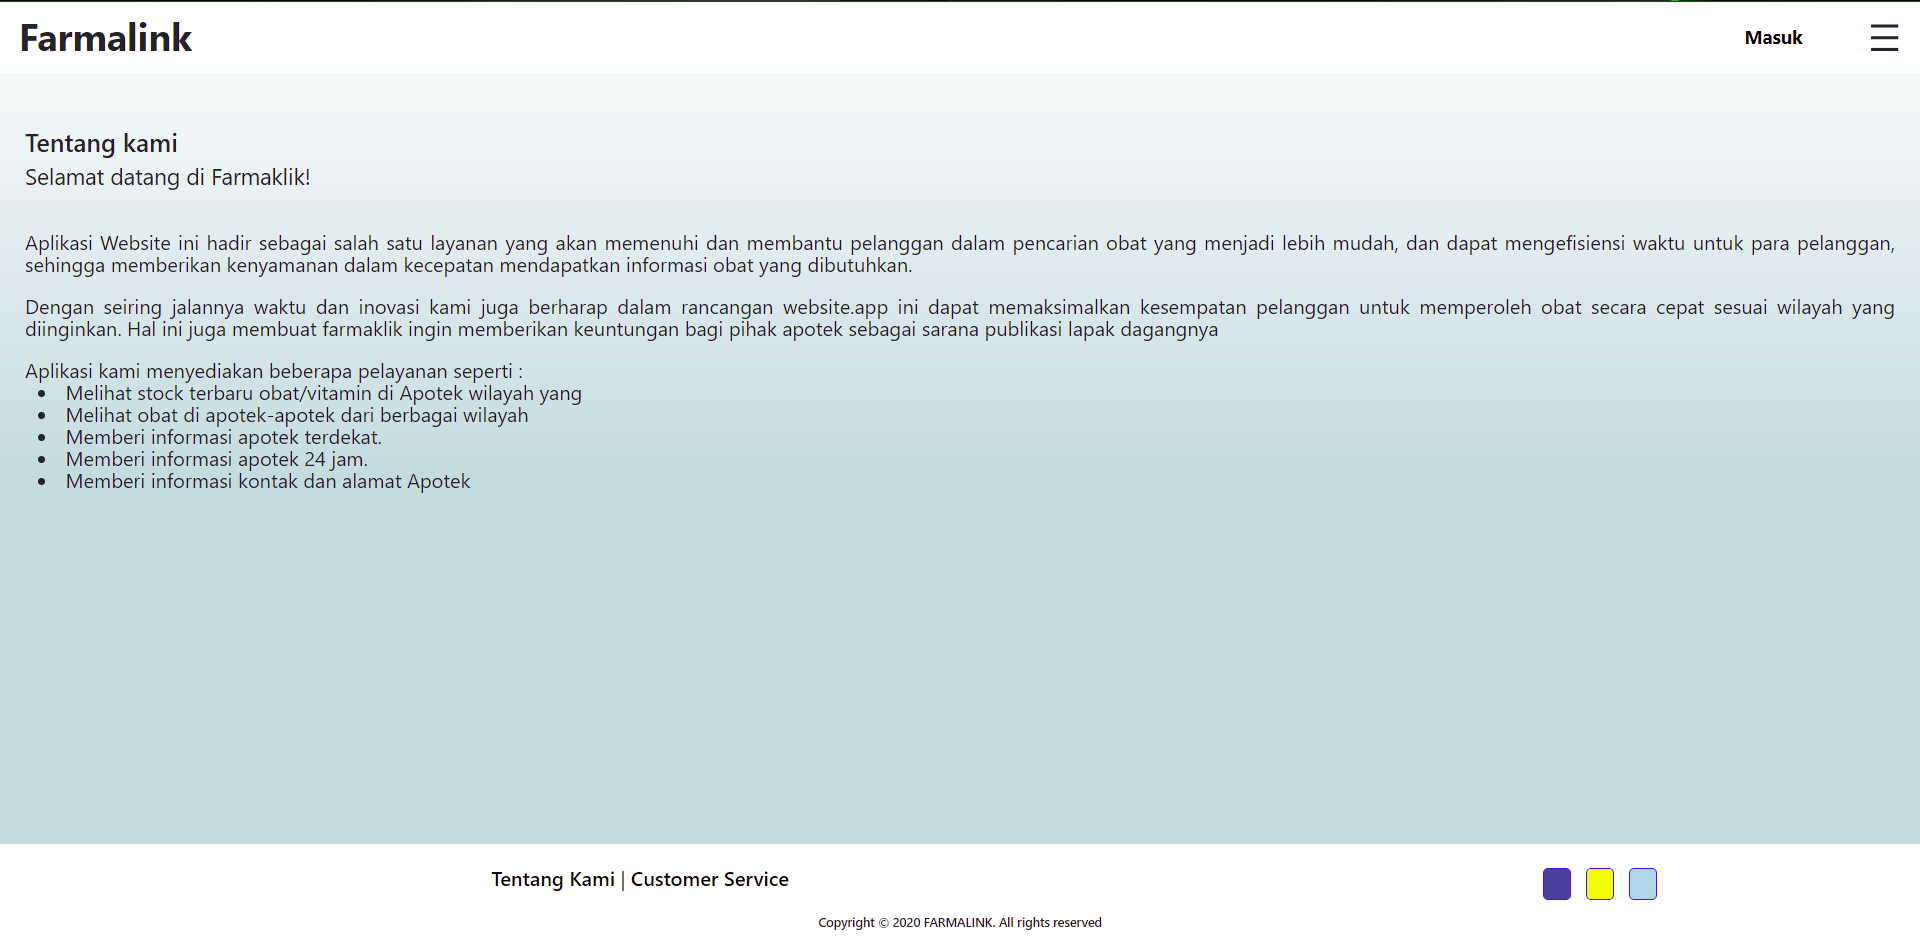 Farmalink
Masuk
Tentang kami
Selamat datang di Farmaklik!
Aplikasi Website ini hadir sebagai salah satu layanan yang akan memenuhi dan membantu pelanggan dalam pencarian obat yang menjadi lebih mudah, dan dapat mengefisiensi waktu untuk para pelanggan,
sehingga memberikan kenyamanan dalam kecepatan mendapatkan informasi obat yang dibutuhkan.
Dengan seiring jalannya waktu dan inovasi kami juga berharap dalam rancangan website.app ini dapat memaksimalkan kesempatan pelanggan untuk memperoleh obat secara cepat sesuai wilayah yang
diinginkan. Hal ini juga membuat farmaklik ingin memberikan keuntungan bagi pihak apotek sebagai sarana publikasi lapak dagangnya
Aplikasi kami menyediakan beberapa pelayanan seperti :
• Melihat stock terbaru obat/vitamin di Apotek wilayah yang
• Melihat obat di apotek-apotek dari berbagai wilayah
• Memberi informasi apotek terdekat.
• Memberi informasi apotek 24 jam.
• Memberi informasi kontak dan alamat Apotek
Tentang Kami | Customer Service
Copyright © 2020 FARMALINK. All rights reserved